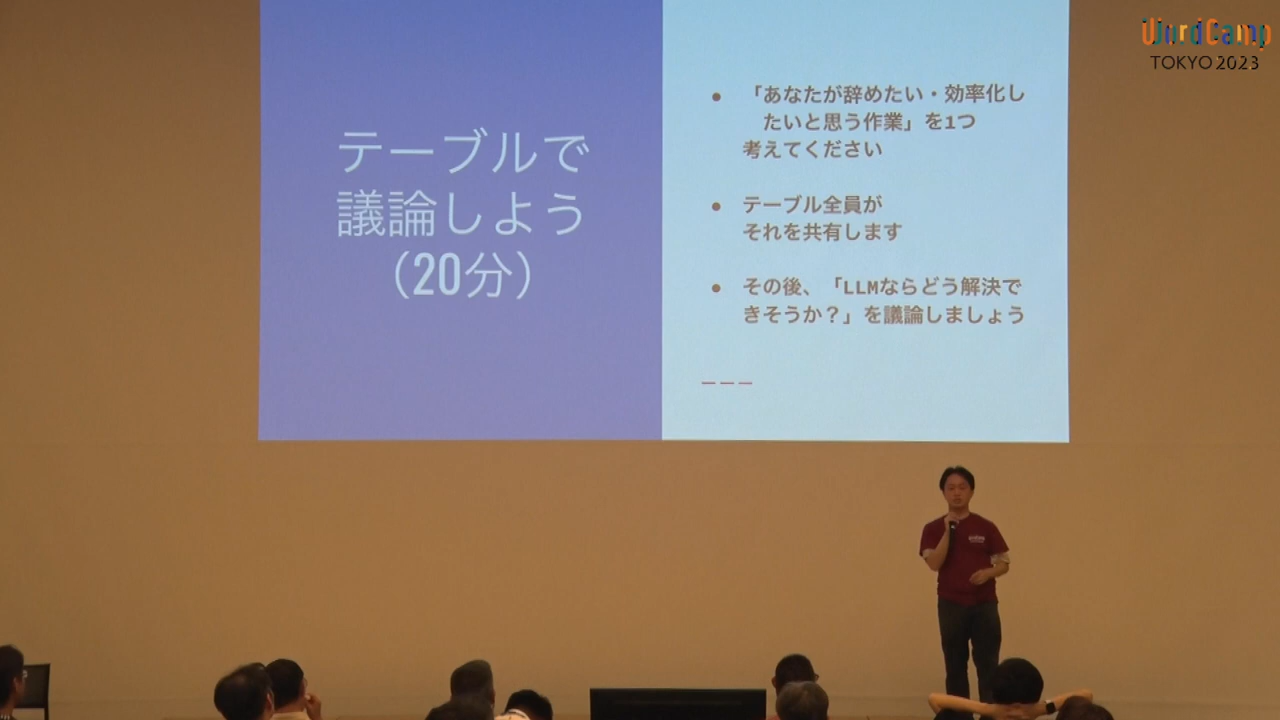 WordCamp
TOKYO 2023
テーブルで
議論しよう
（20分）
● 「あなたが辞めたい・効率化し
たいと思う作業」を1つ
考えてください
● テーブル全員が
それを共有します
● その後、「LLMならどう解決で
きそうか？」を議論しましょう